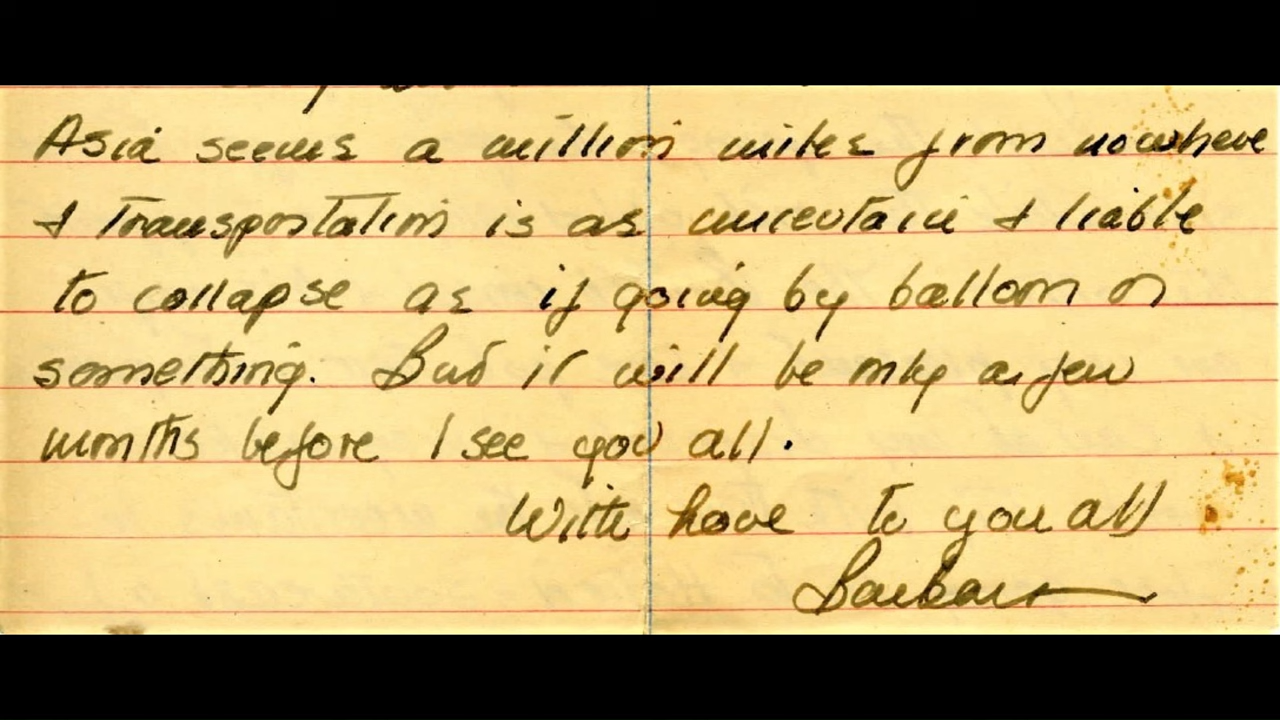 Asia seems a million miles from nowhere
& transportation is as uncertain & liable
to collapse as if going by balloon or
something. But it will be only a few
months before I see you all.
With love to you all
Barbara